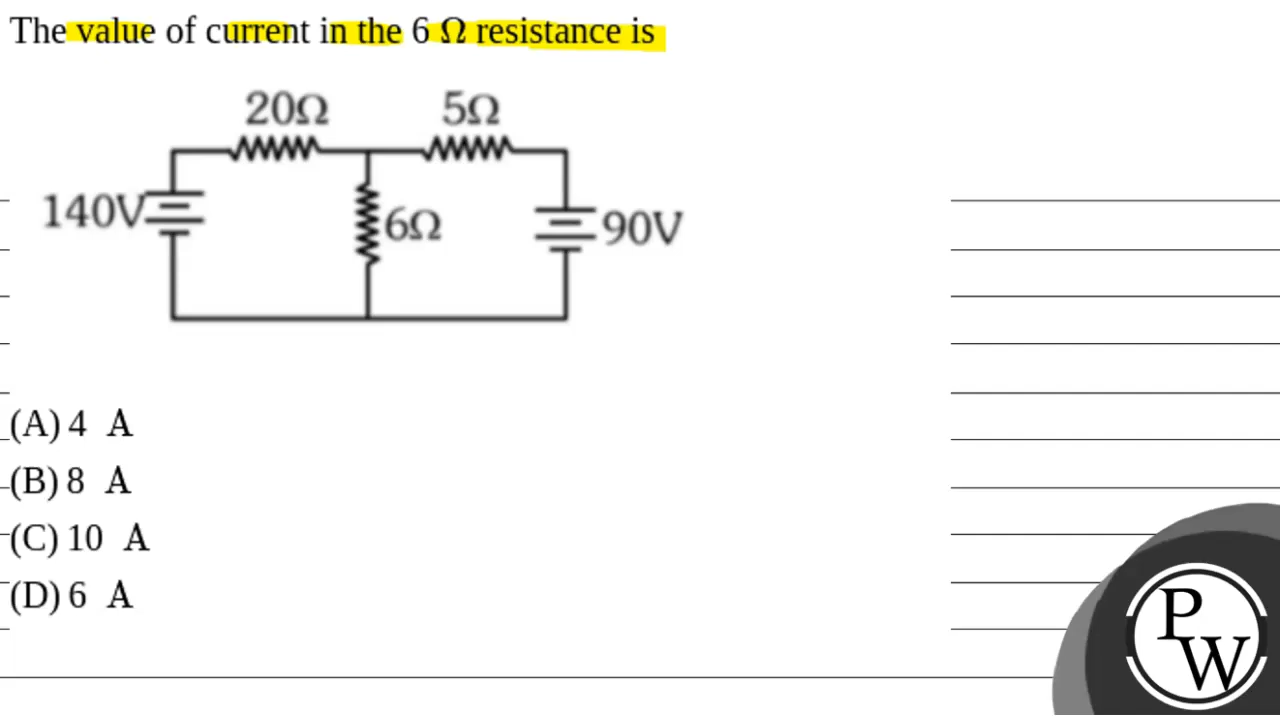 The value of current in the 6 Ω resistance is
20Ω 5Ω
140V 6Ω 90V
(A) 4 A
(B) 8 A
(C) 10 A
(D) 6 A
PW